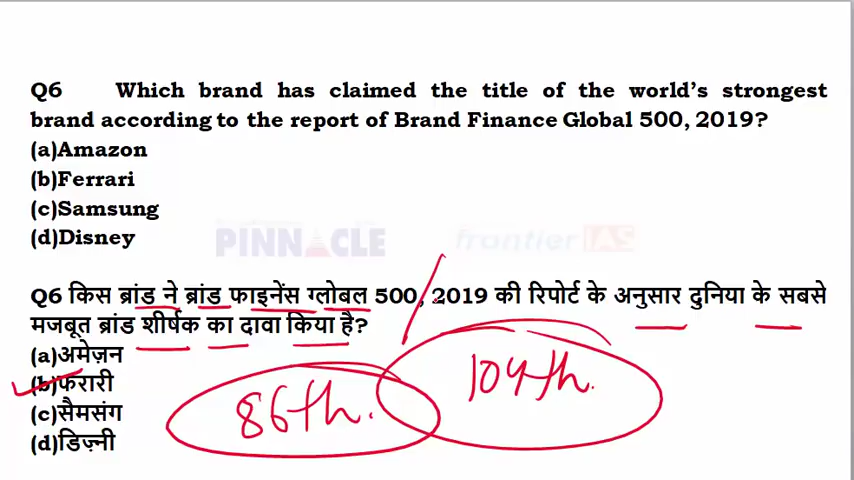 Q6 Which brand has claimed the title of the world's strongest
brand according to the report of Brand Finance Global 500, 2019?
(a)Amazon
(b)Ferrari
(c)Samsung
(d)Disney
PINNACLE frontier IAS
Q6 किस ब्रांड ने ब्रांड फाइनेंस ग्लोबल 500, 2019 की रिपोर्ट के अनुसार दुनिया के सबसे
मजबूत ब्रांड शीर्षक का दावा किया है?
(a)अमेज़न
(b)फरारी
(c)सैमसंग
(d)डिज़्नी
86th. 104th.